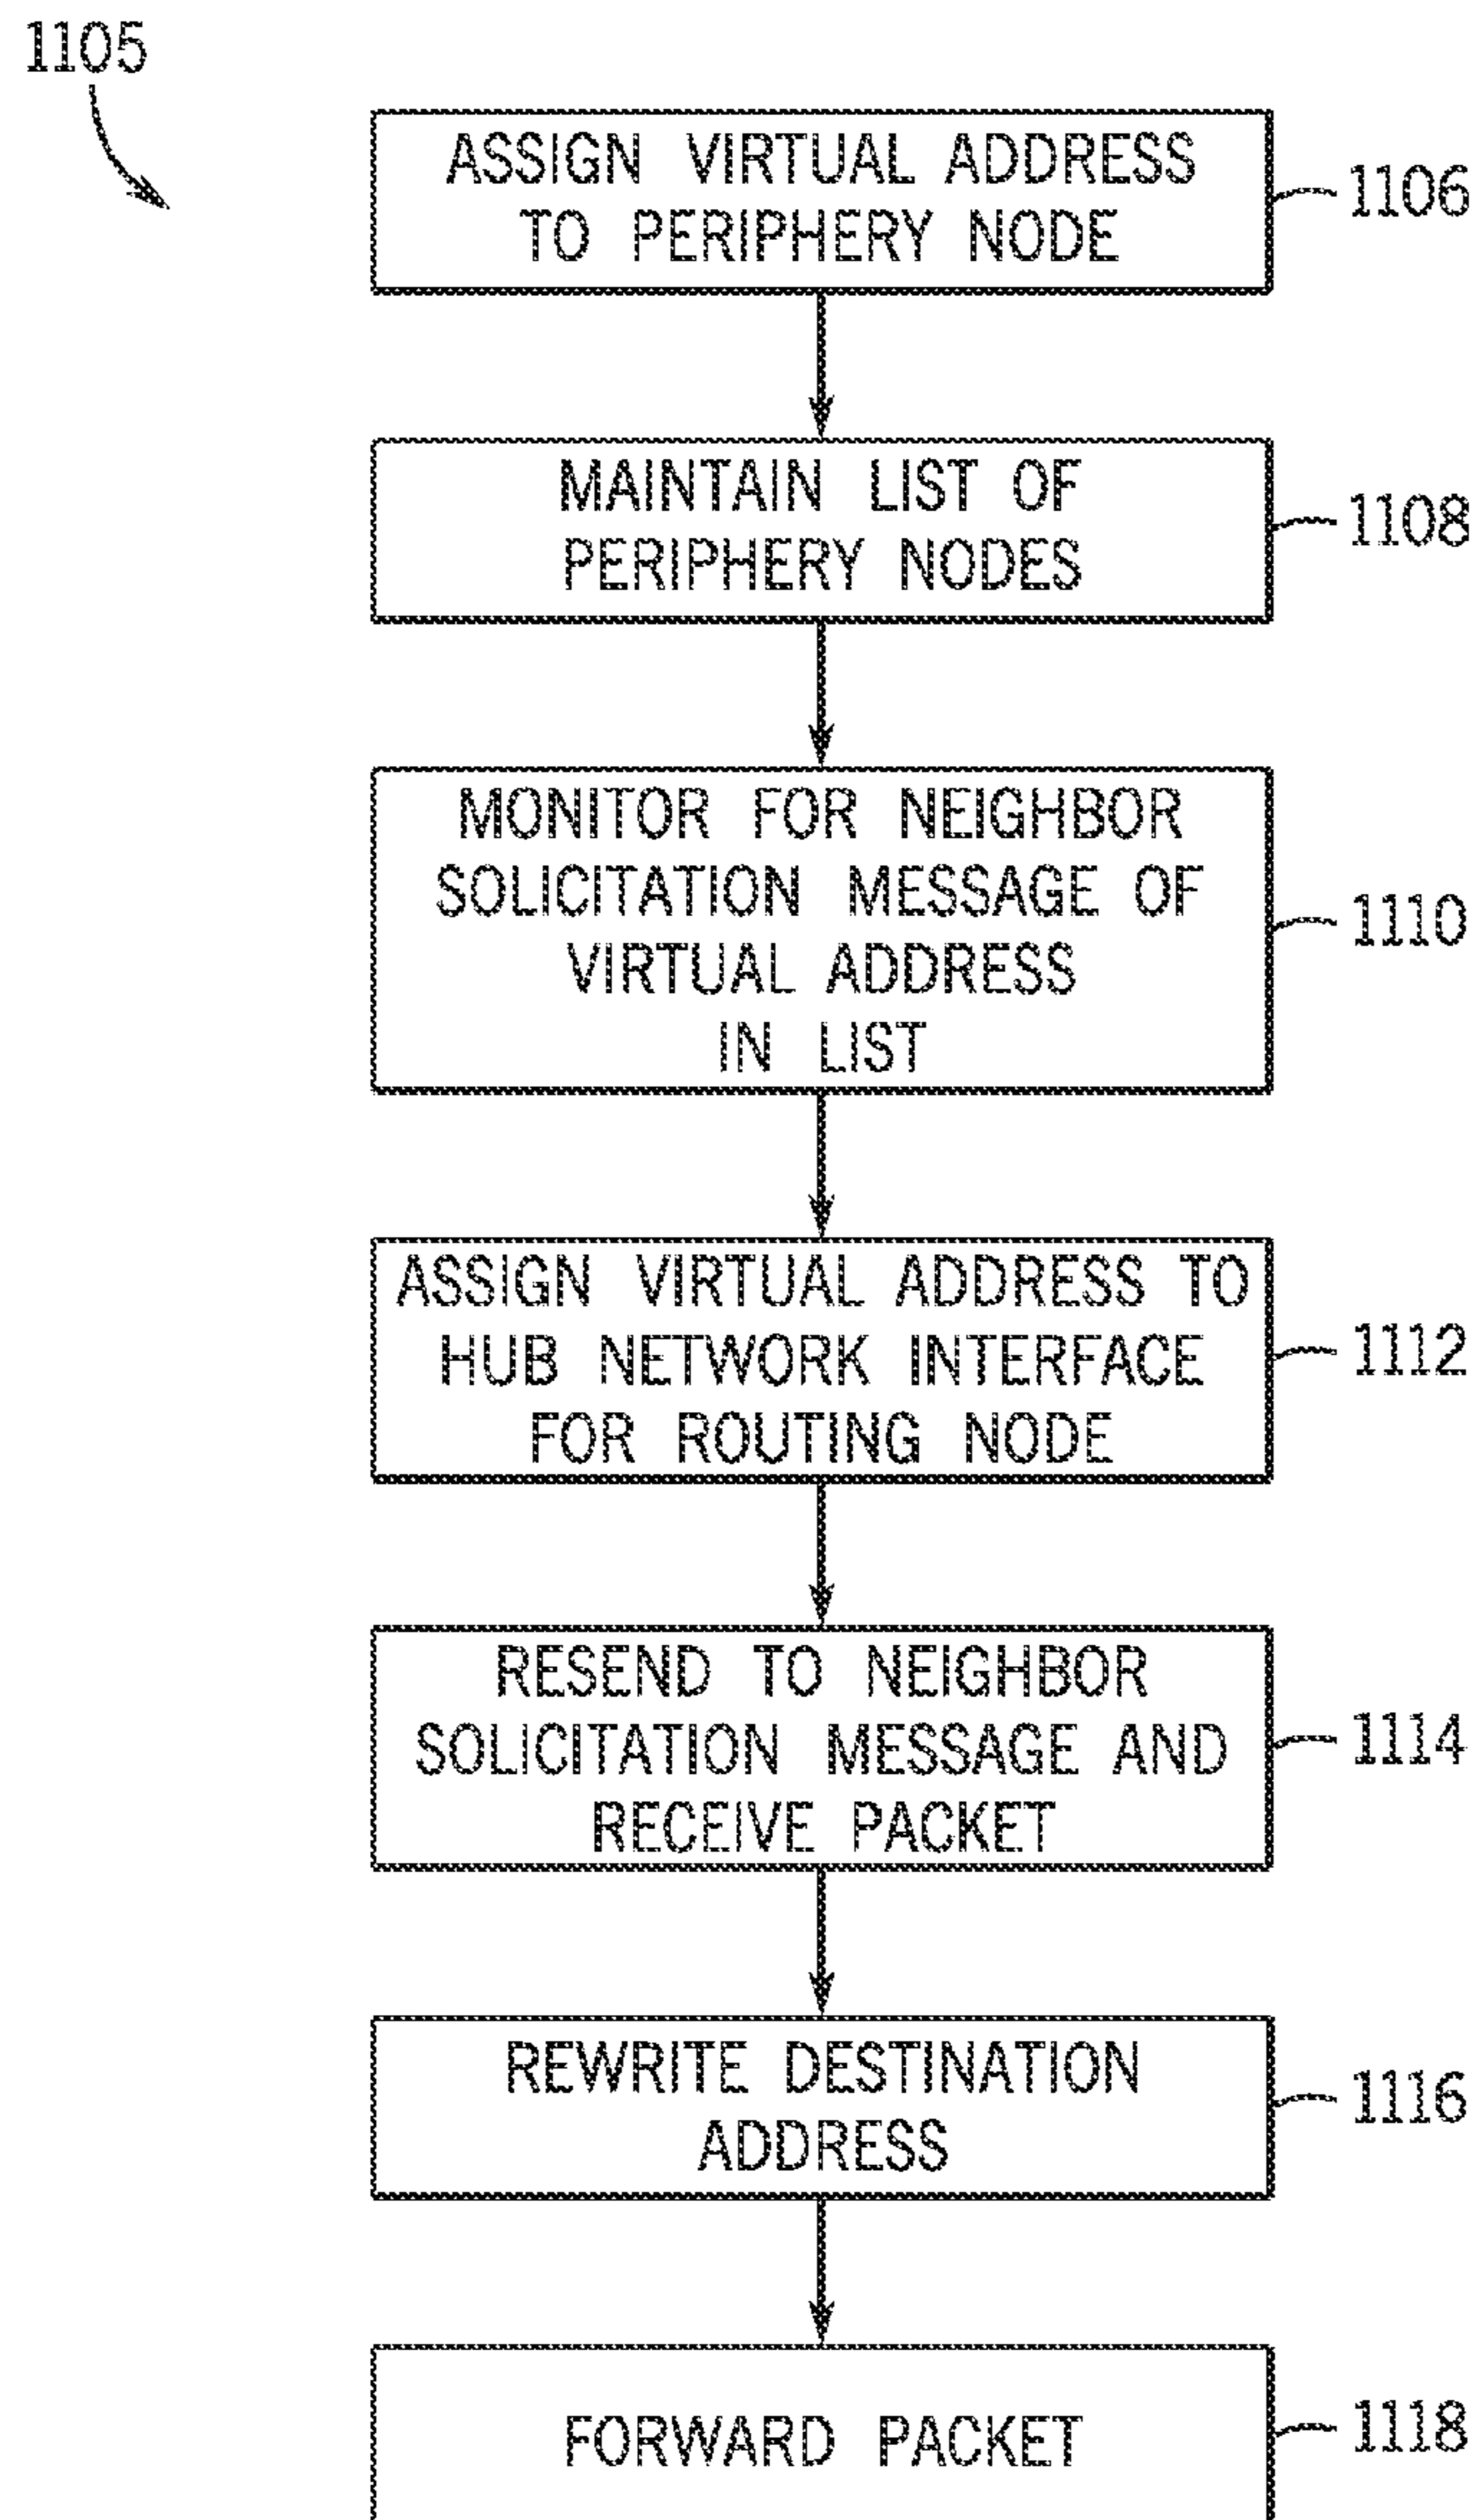 1105
ASSIGN VIRTUAL ADDRESS
TO PERIPHERY NODE
1106
MAINTAIN LIST OF
PERIPHERY NODES
1108
MONITOR FOR NEIGHBOR
SOLICITATION MESSAGE OF
VIRTUAL ADDRESS
IN LIST
1110
ASSIGN VIRTUAL ADDRESS TO
HUB NETWORK INTERFACE
FOR ROUTING NODE
1112
RESEND TO NEIGHBOR
SOLICITATION MESSAGE AND
RECEIVE PACKET
1114
REWRITE DESTINATION
ADDRESS
1116
FORWARD PACKET
1118